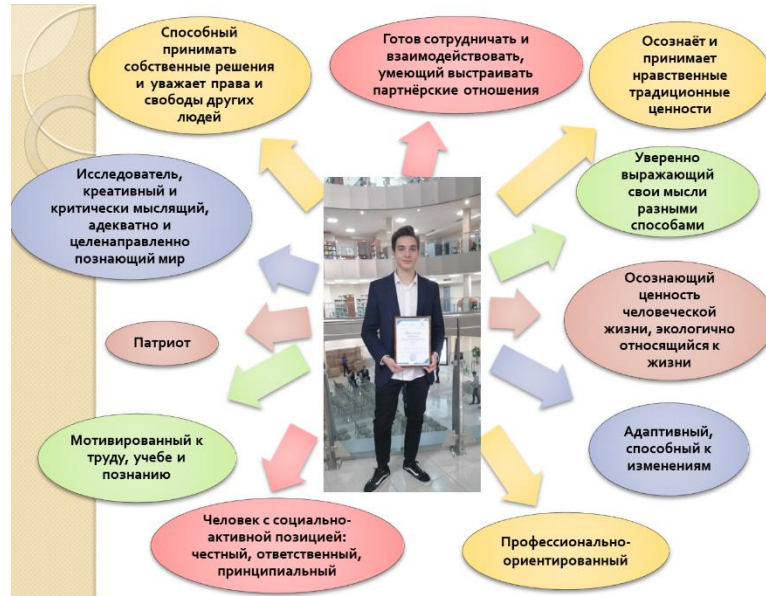 Способный
принимать
собственные решения
и уважает права и
свободы других
людей
Готов сотрудничать и
взаимодействовать,
умеющий выстраивать
партнёрские отношения
Осознаёт и
принимает
нравственные
традиционные
ценности
Исследователь,
креативный и
критически мыслящий,
адекватно и
целенаправленно
познающий мир
Уверенно
выражающий
свои мысли
разными
способами
Патриот
Осознающий
ценность
человеческой
жизни, экологично
относящийся к
жизни
Мотивированный к
труду, учебе и
познанию
Адаптивный,
способный к
изменениям
Человек с социально-
активной позицией:
честный, ответственный,
принципиальный
Профессионально-
ориентированный